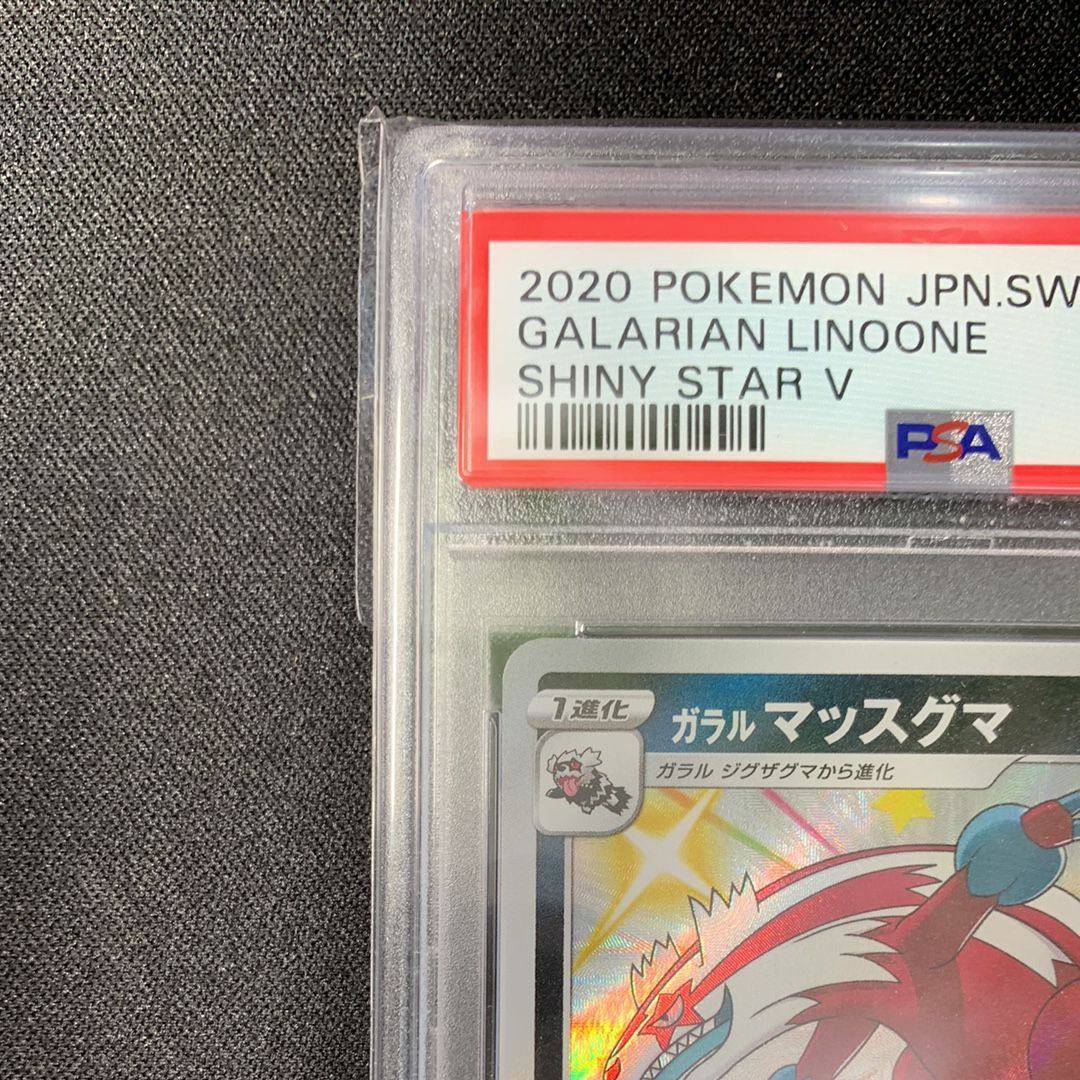 2020 POKEMON JPN.SW
GALARIAN LINOONE
SHINY STAR V
PSA
1進化
ガラル マッスグマ
ガラル ジグザグマから進化